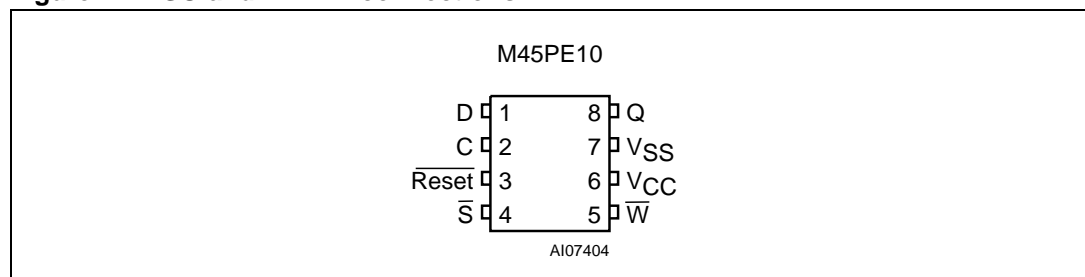 M45PE10
D 1 8 Q
C 2 7 VSS
Reset 3 6 VCC
S 4 5 W
AI07404